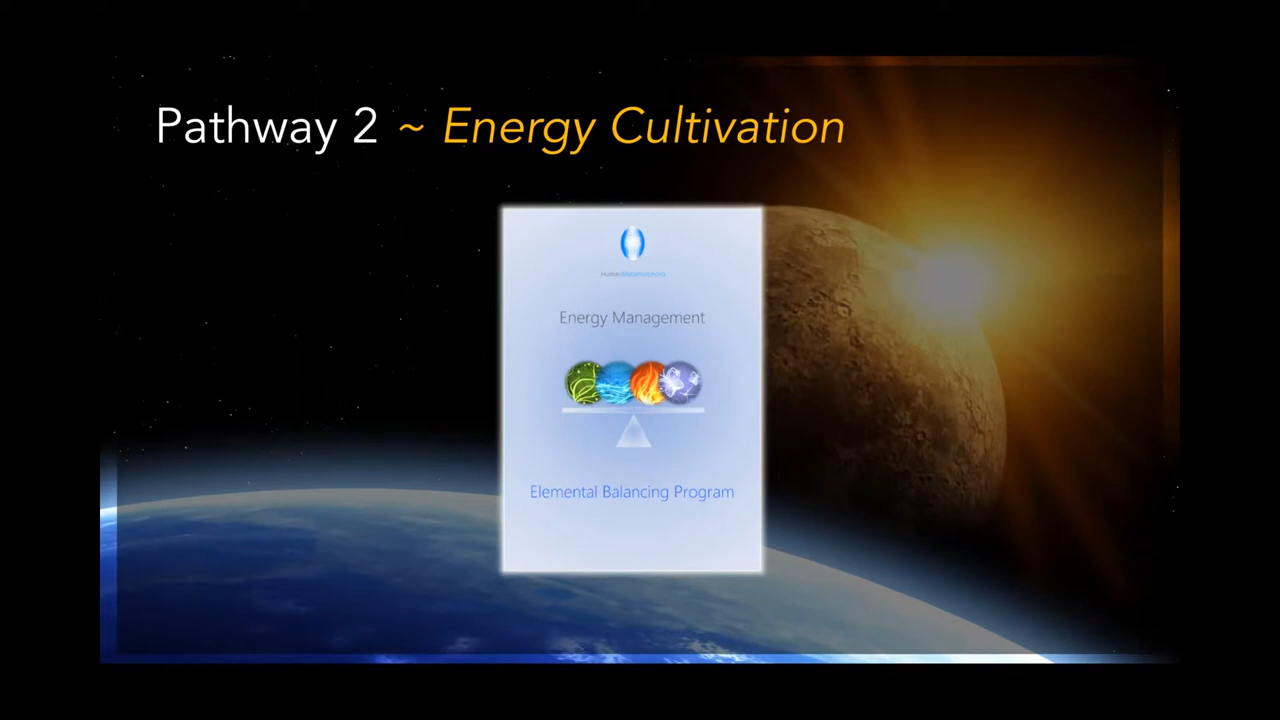 Pathway 2 ~ Energy Cultivation
Energy Management
Elemental Balancing Program